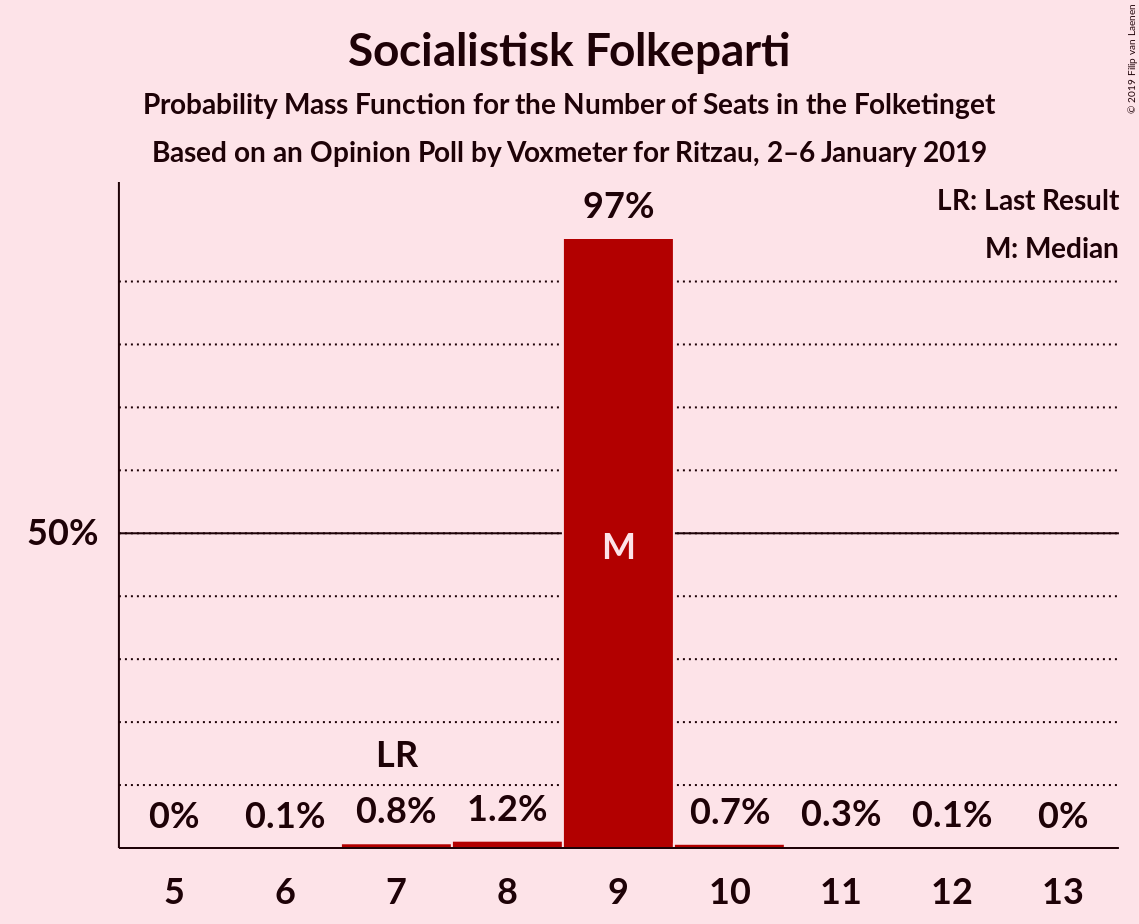 Socialistisk Folkeparti
Probability Mass Function for the Number of Seats in the Folketinget
Based on an Opinion Poll by Voxmeter for Ritzau, 2–6 January 2019
© 2019 Filip van Laenen
LR: Last Result
M: Median
97%
50%
M
LR
0% 0.1% 0.8% 1.2% 0.7% 0.3% 0.1% 0%
5 6 7 8 9 10 11 12 13